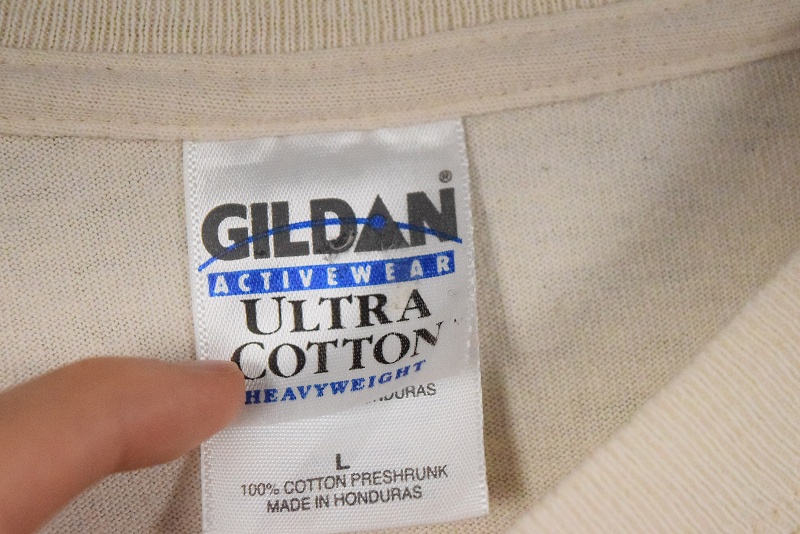 GILDAN®
ACTIVEWEAR
ULTRA
COTTON
HEAVYWEIGHT
L
100% COTTON PRESHRUNK
MADE IN HONDURAS